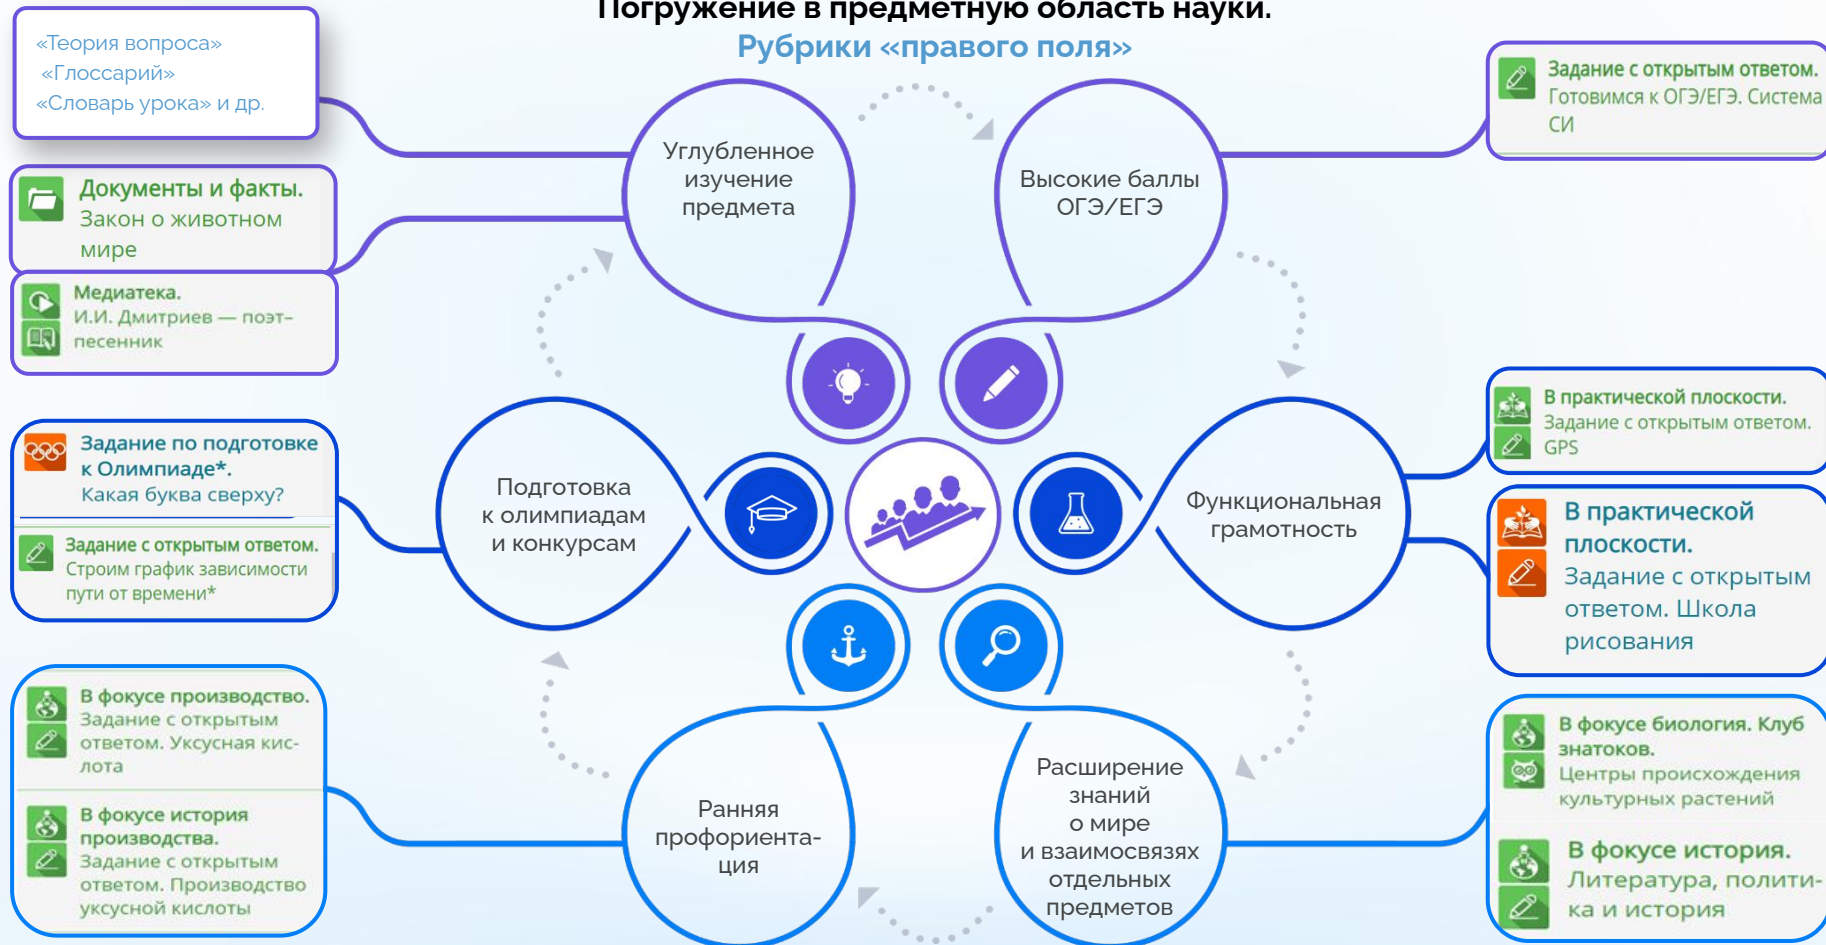 Погружение в предметную область науки.
Рубрики «правого поля»
«Теория вопроса»
«Глоссарий»
«Словарь урока» и др.
Документы и факты.
Закон о животном
мире
Медиатека.
И.И. Дмитриев — поэт-
песенник
Задание по подготовке
к Олимпиаде*.
Какая буква сверху?
Задание с открытым ответом.
Строим график зависимости
пути от времени*
В фокусе производство.
Задание с открытым
ответом. Уксусная кис-
лота
В фокусе история
производства.
Задание с открытым
ответом. Производство
уксусной кислоты
Углубленное
изучение
предмета
Высокие баллы
ОГЭ/ЕГЭ
Подготовка
к олимпиадам
и конкурсам
Функциональная
грамотность
Ранняя
профориента-
ция
Расширение
знаний
о мире
и взаимосвязях
отдельных
предметов
Задание с открытым ответом.
Готовимся к ОГЭ/ЕГЭ. Система
СИ
В практической плоскости.
Задание с открытым ответом.
GPS
В практической
плоскости.
Задание с открытым
ответом. Школа
рисования
В фокусе биология. Клуб
знатоков.
Центры происхождения
культурных растений
В фокусе история.
Литература, полити-
ка и история